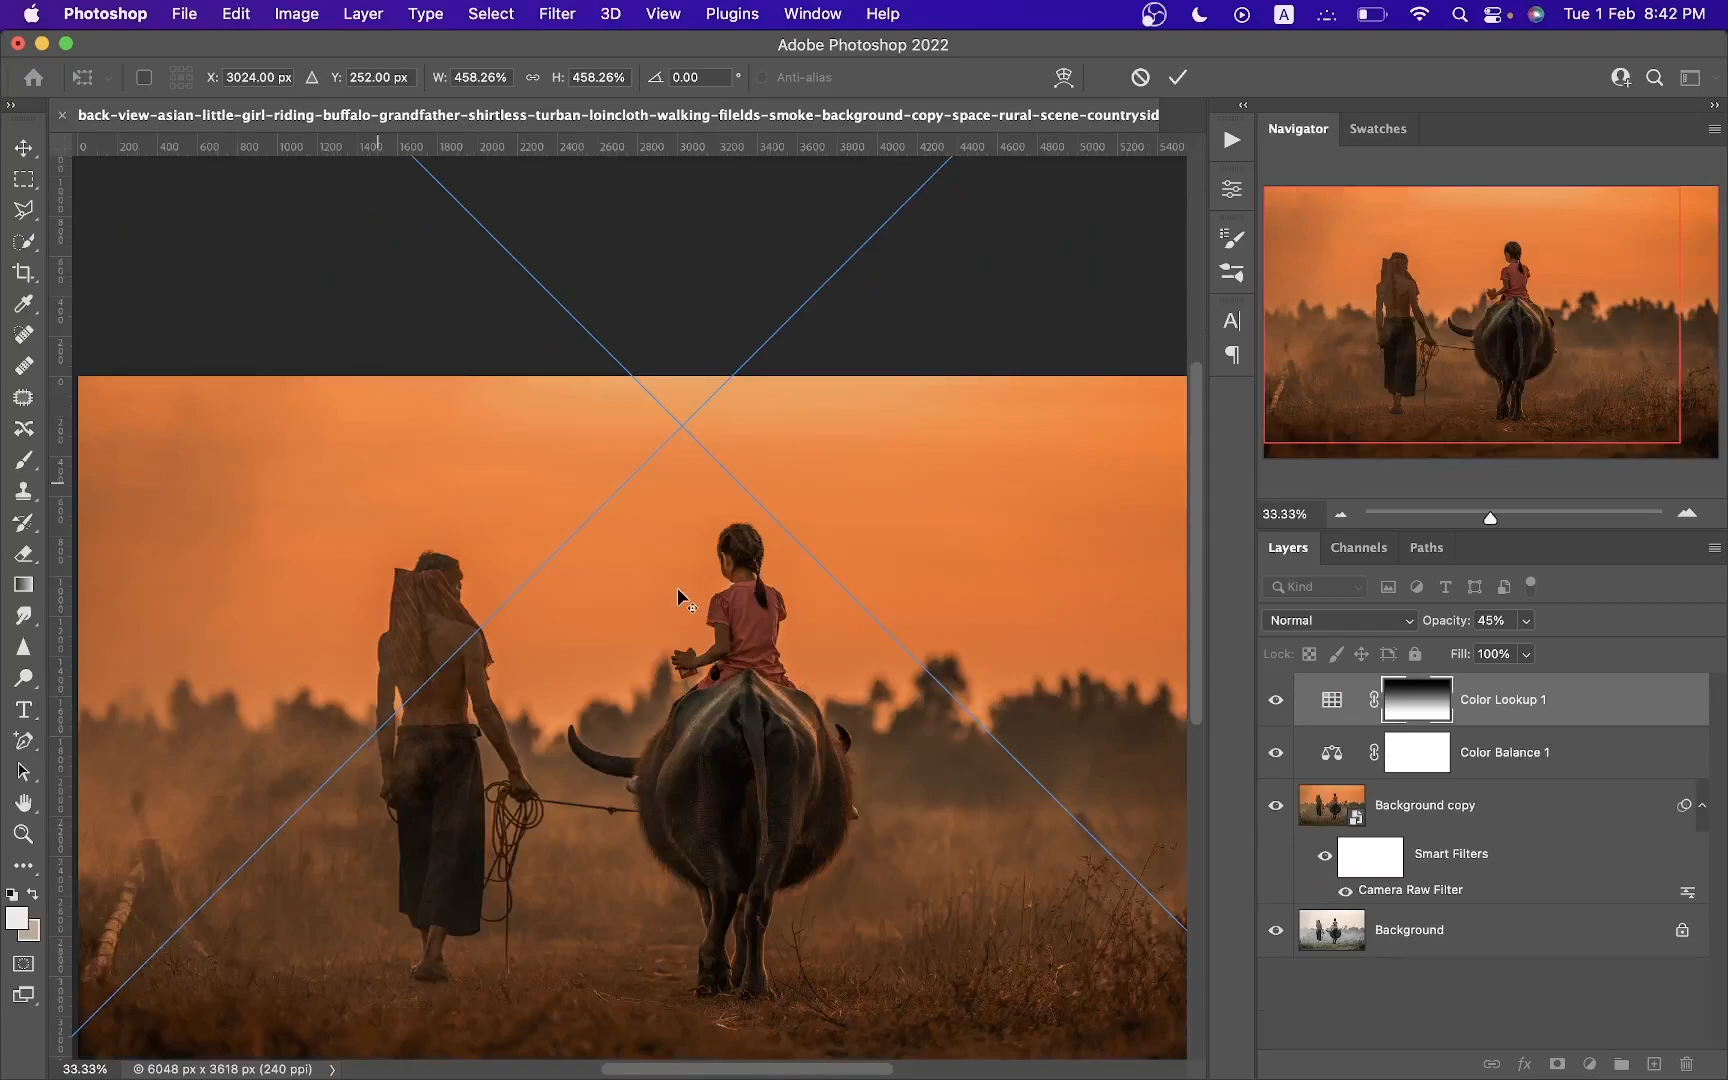 Photoshop File Edit Image Layer Type Select Filter 3D View Plugins Window Help A Tue 1 Feb 8:42 PM
Adobe Photoshop 2022
X: 3024.00 px Y: 252.00 px W: 458.26% H: 458.26% 0.00 ° Anti-alias
back-view-asian-little-girl-riding-buffalo-grandfather-shirtless-turban-loincloth-walking-filelds-smoke-background-copy-space-rural-scene-countrysid
Navigator Swatches
0 200 400 600 800 1000 1200 1400 1600 1800 2000 2200 2400 2600 2800 3000 3200 3400 3600 3800 4000 4200 4400 4600 4800 5000 5200 5400
33.33%
Layers Channels Paths
Kind
Normal Opacity: 45%
Lock: Fill: 100%
Color Lookup 1
Color Balance 1
Background copy
Smart Filters
Camera Raw Filter
Background
fx
33.33% © 6048 px x 3618 px (240 ppi)